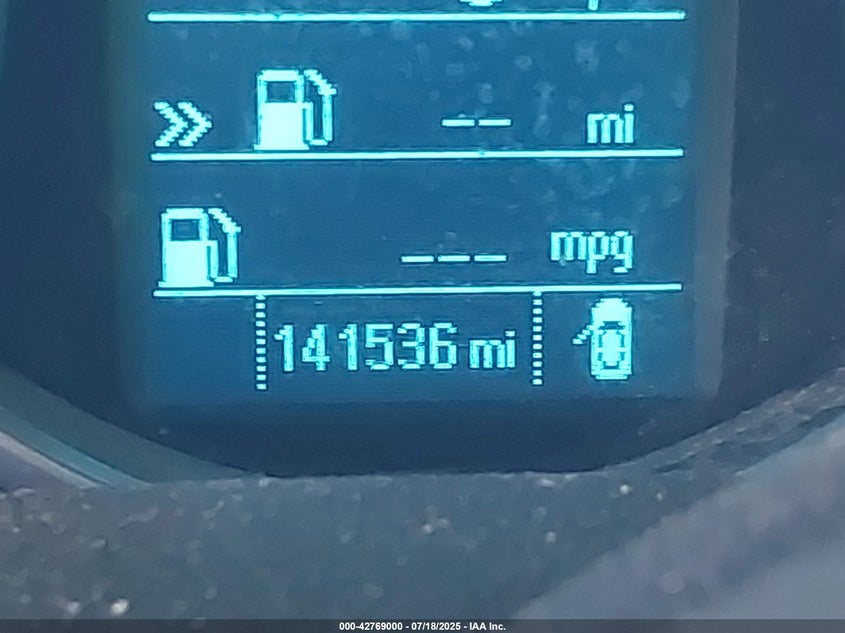 -- mi
--- mpg
141536 mi
000-42769000 - 07/18/2025 - IAA Inc.